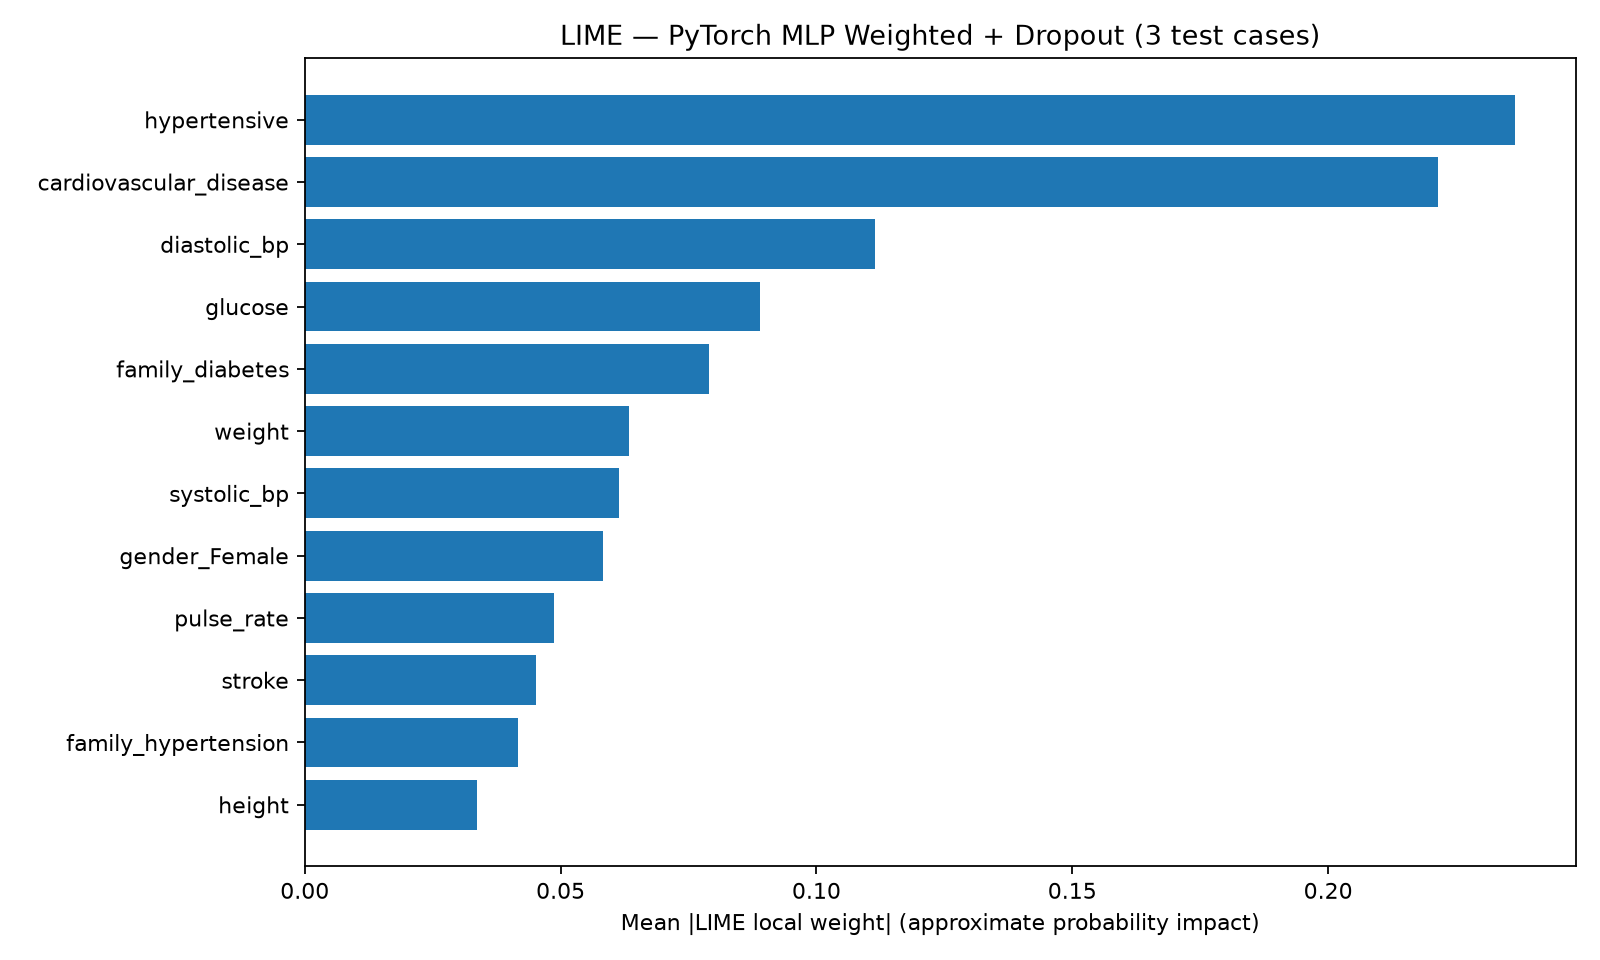 LIME — PyTorch MLP Weighted + Dropout (3 test cases)
hypertensive
cardiovascular_disease
diastolic_bp
glucose
family_diabetes
weight
systolic_bp
gender_Female
pulse_rate
stroke
family_hypertension
height
0.00 0.05 0.10 0.15 0.20
Mean |LIME local weight| (approximate probability impact)